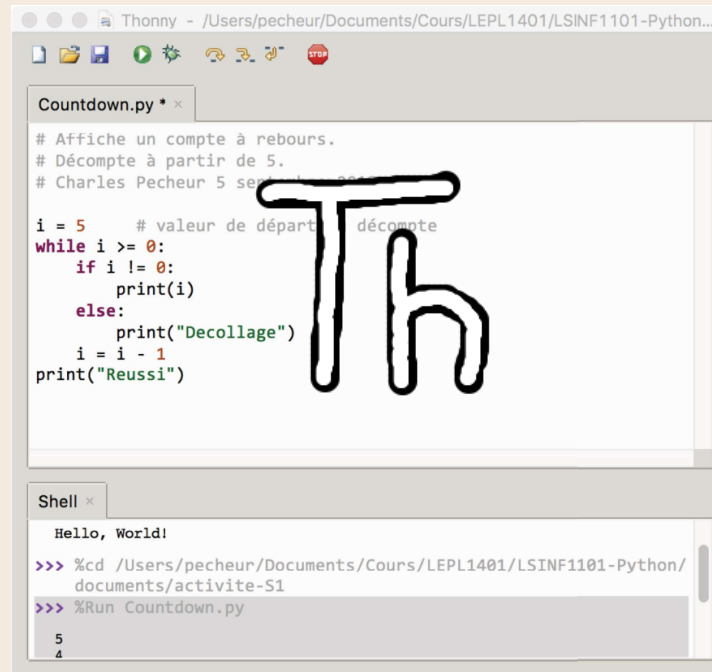 Thonny - /Users/pecheur/Documents/Cours/LEPL1401/LSINF1101-Python...
Countdown.py * ×
# Affiche un compte à rebours.
# Décompte à partir de 5.
# Charles Pecheur 5
Th
i = 5 # valeur de départ décompte
while i >= 0:
if i != 0:
print(i)
else:
print("Decollage")
i = i - 1
print("Reussi")
Shell ×
Hello, World!
>>> %cd /Users/pecheur/Documents/Cours/LEPL1401/LSINF1101-Python/
documents/activite-S1
>>> %Run Countdown.py
5
4